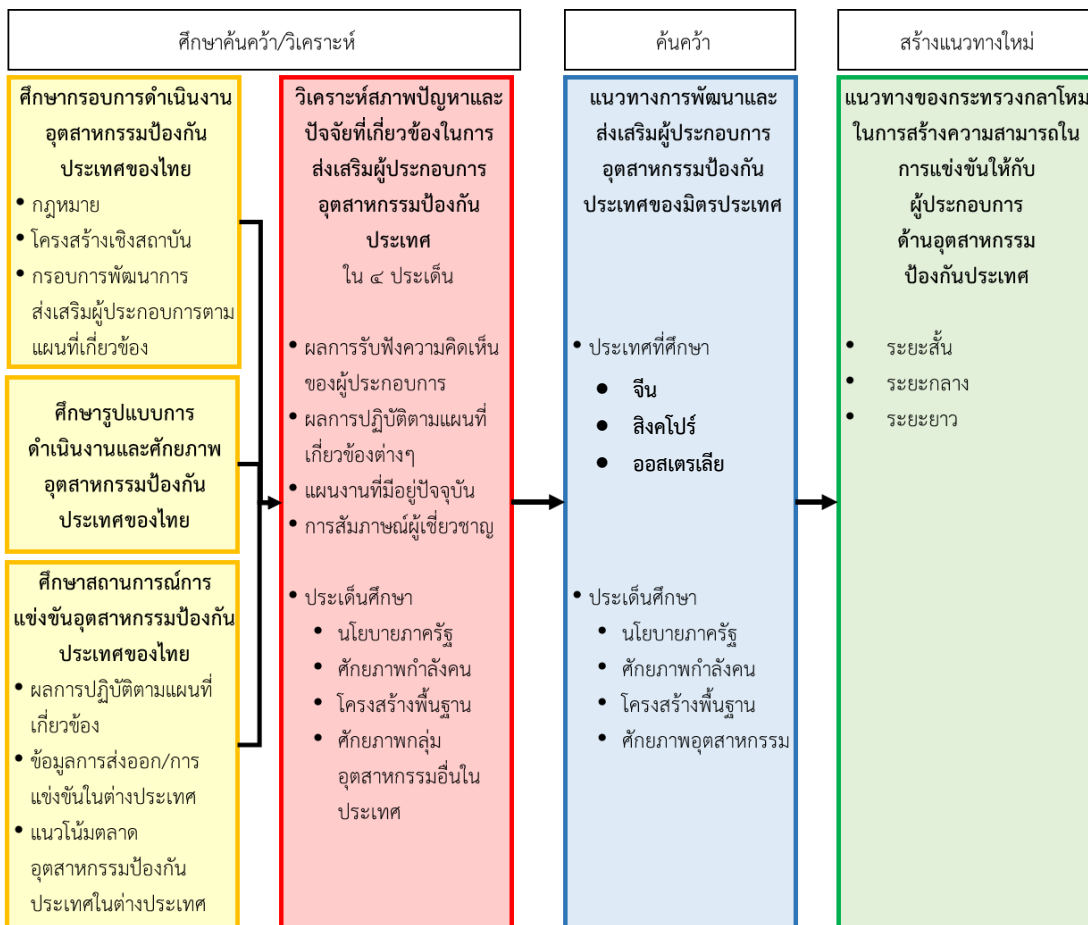 ศึกษาค้นคว้า/วิเคราะห์
ค้นคว้า
สร้างแนวทางใหม่
ศึกษากรอบการดำเนินงาน
อุตสาหกรรมป้องกัน
ประเทศของไทย
• กฎหมาย
• โครงสร้างเชิงสถาบัน
• กรอบการพัฒนาการ
ส่งเสริมผู้ประกอบการตาม
แผนที่เกี่ยวข้อง
ศึกษารูปแบบการ
ดำเนินงานและศักยภาพ
อุตสาหกรรมป้องกัน
ประเทศของไทย
ศึกษาสถานการณ์การ
แข่งขันอุตสาหกรรมป้องกัน
ประเทศของไทย
• ผลการปฏิบัติตามแผนที่
เกี่ยวข้อง
• ข้อมูลการส่งออก/การ
แข่งขันในต่างประเทศ
• แนวโน้มตลาด
อุตสาหกรรมป้องกัน
ประเทศในต่างประเทศ
วิเคราะห์สภาพปัญหาและ
ปัจจัยที่เกี่ยวข้องในการ
ส่งเสริมผู้ประกอบการ
อุตสาหกรรมป้องกัน
ประเทศ
ใน ๔ ประเด็น
• ผลการรับฟังความคิดเห็น
ของผู้ประกอบการ
• ผลการปฏิบัติตามแผนที่
เกี่ยวข้องต่างๆ
• แผนงานที่มีอยู่ปัจจุบัน
• การสัมภาษณ์ผู้เชี่ยวชาญ
• ประเด็นศึกษา
• นโยบายภาครัฐ
• ศักยภาพกำลังคน
• โครงสร้างพื้นฐาน
• ศักยภาพกลุ่ม
อุตสาหกรรมอื่นใน
ประเทศ
แนวทางการพัฒนาและ
ส่งเสริมผู้ประกอบการ
อุตสาหกรรมป้องกัน
ประเทศของมิตรประเทศ
• ประเทศที่ศึกษา
• จีน
• สิงคโปร์
• ออสเตรเลีย
• ประเด็นศึกษา
• นโยบายภาครัฐ
• ศักยภาพกำลังคน
• โครงสร้างพื้นฐาน
• ศักยภาพอุตสาหกรรม
แนวทางของกระทรวงกลาโหม
ในการสร้างความสามารถใน
การแข่งขันให้กับ
ผู้ประกอบการ
ด้านอุตสาหกรรม
ป้องกันประเทศ
• ระยะสั้น
• ระยะกลาง
• ระยะยาว